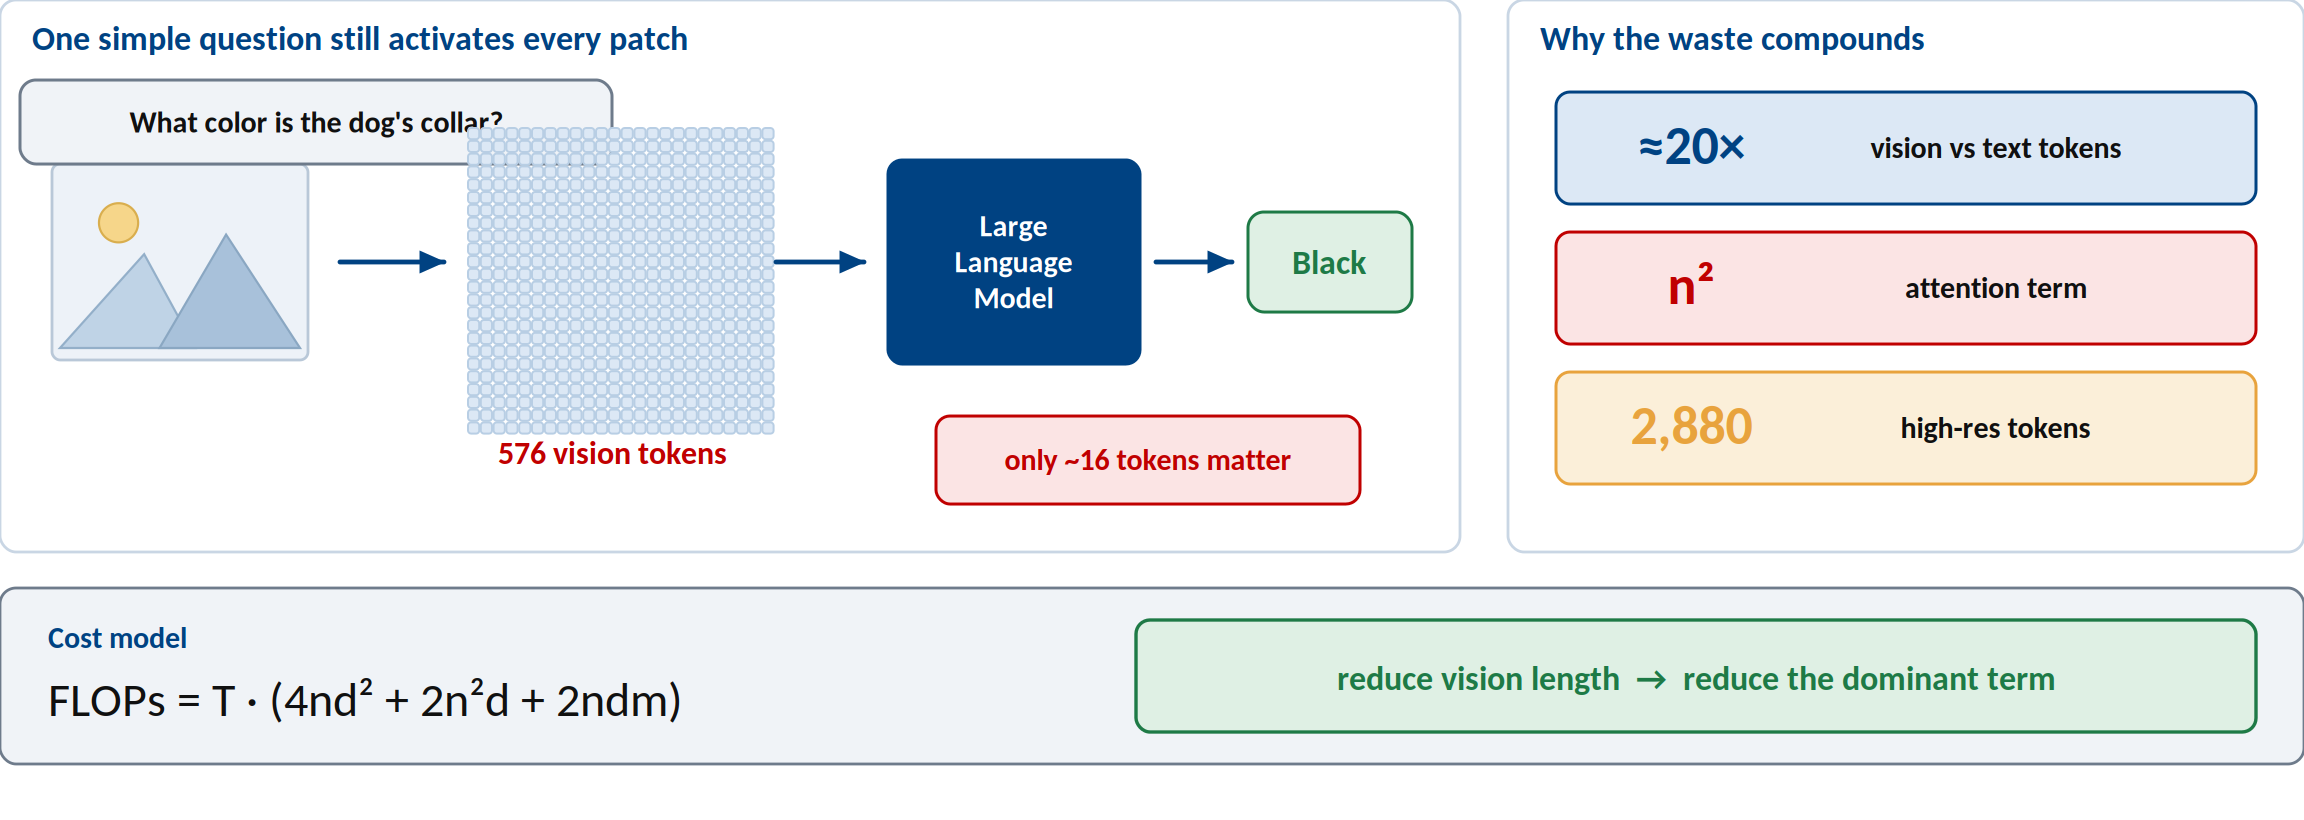 One simple question still activates every patch
What color is the dog's collar?
576 vision tokens
Large
Language
Model
Black
only ~16 tokens matter
Why the waste compounds
≈20× vision vs text tokens
n² attention term
2,880 high-res tokens
Cost model
FLOPs = T · (4nd² + 2n²d + 2ndm)
reduce vision length → reduce the dominant term